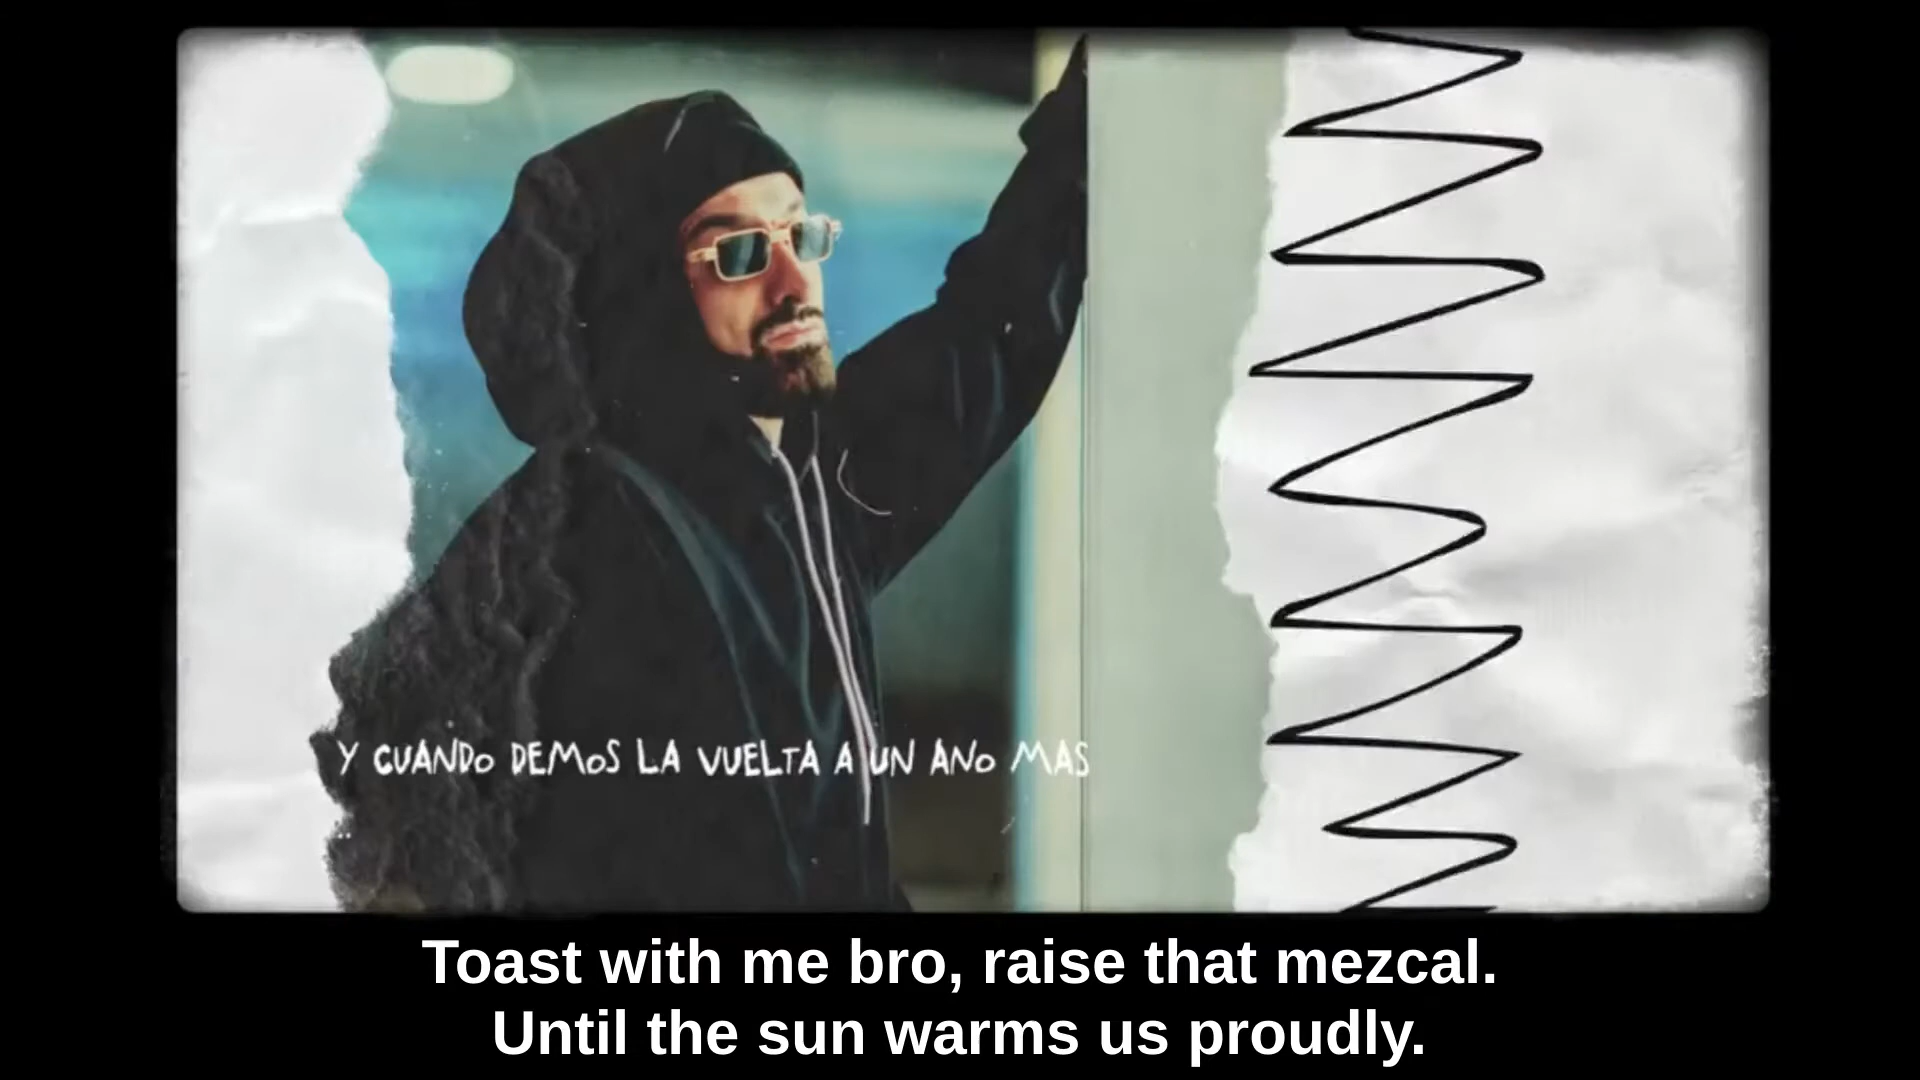 Y CUANDO DEMOS LA VUELTA A UN ANO MAS
Toast with me bro, raise that mezcal.
Until the sun warms us proudly.